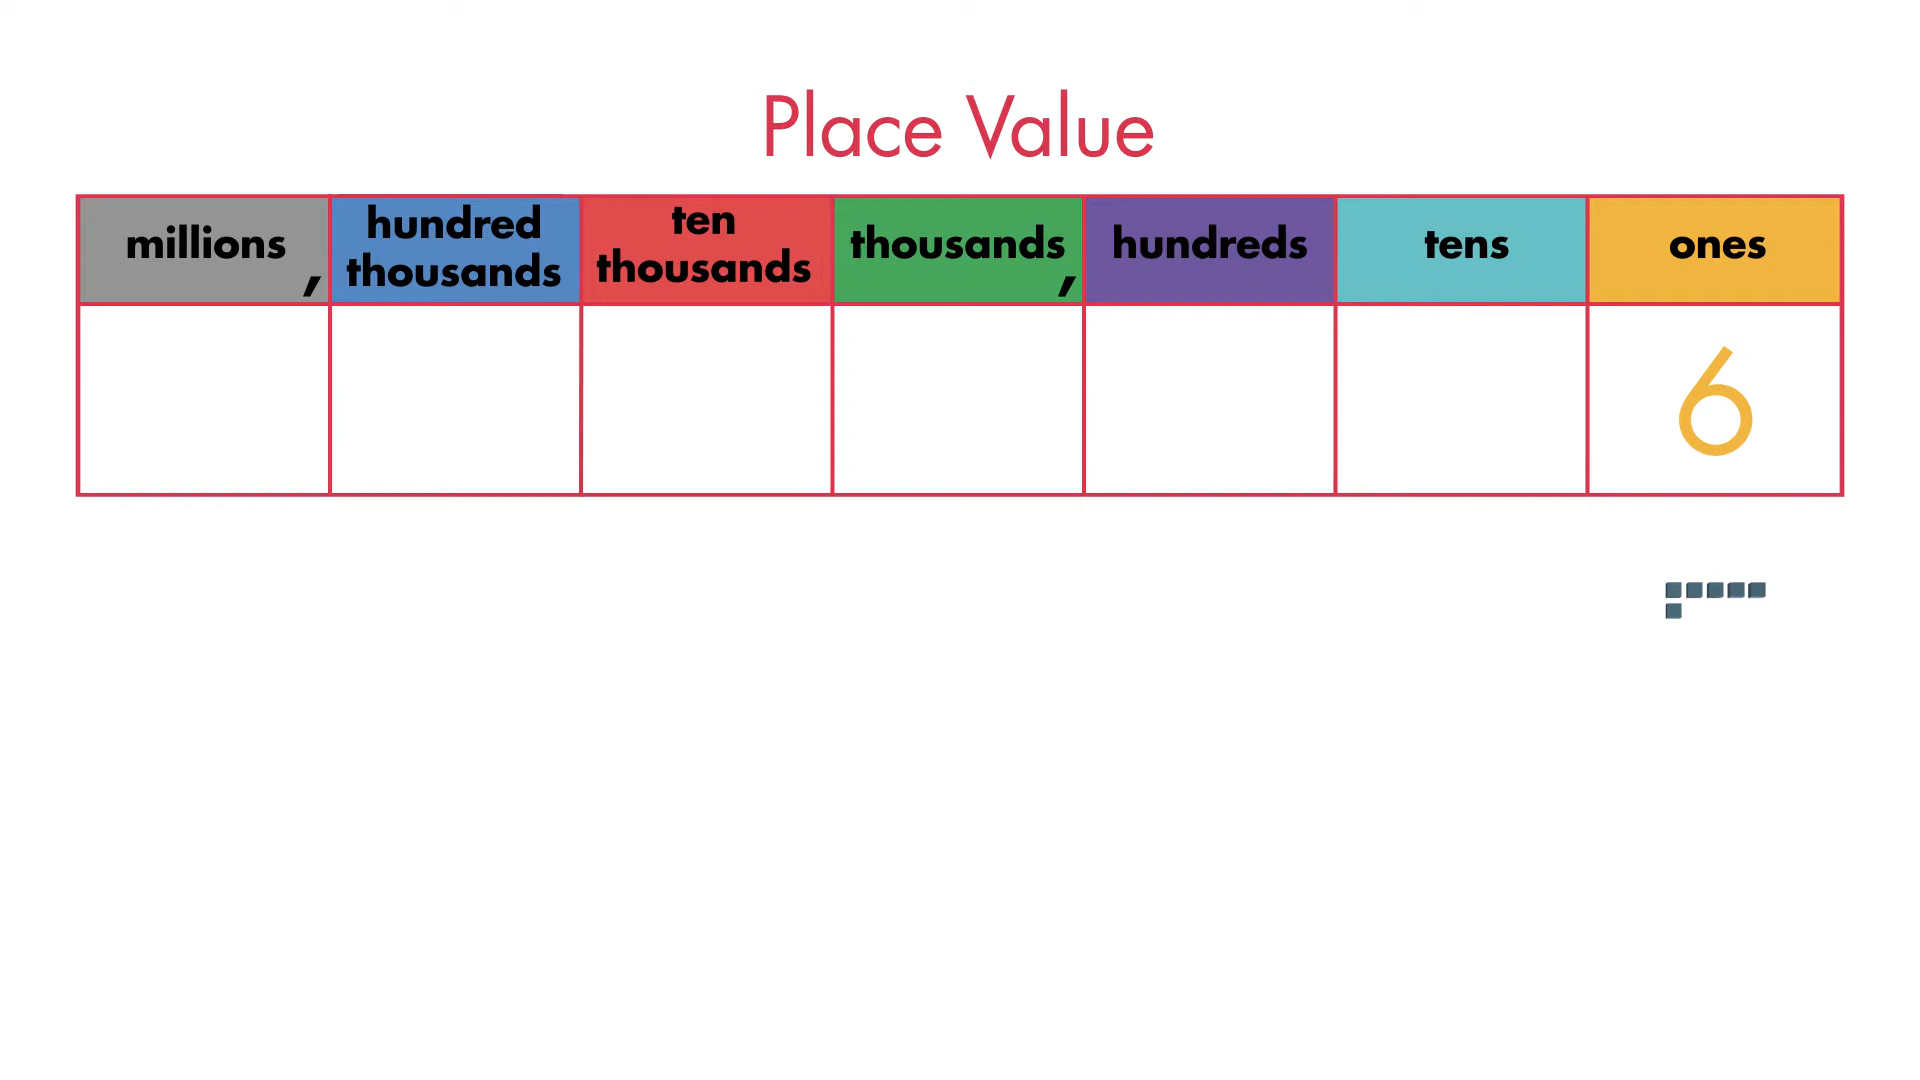 Place Value
millions,
hundred
thousands
ten
thousands
thousands,
hundreds
tens
ones
6